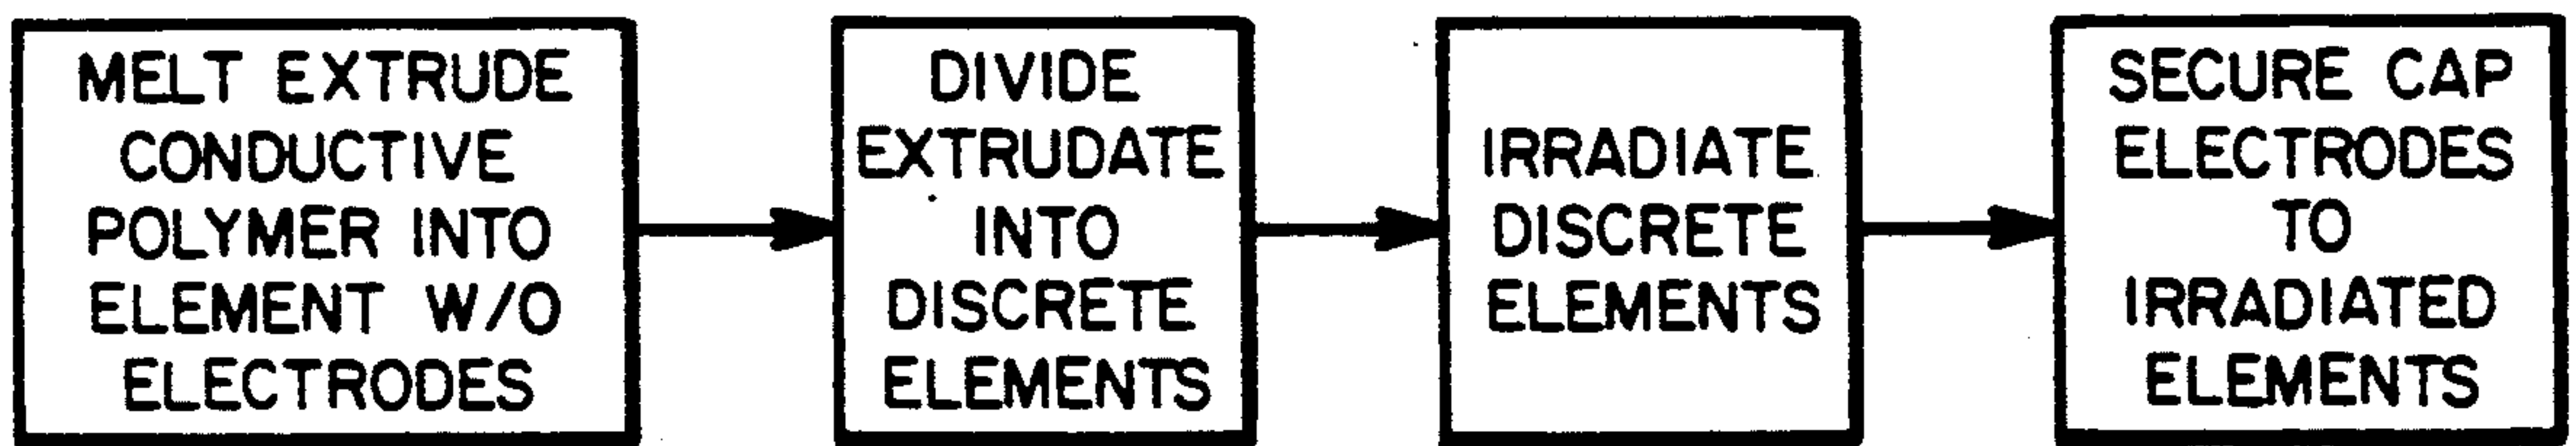 MELT EXTRUDE
CONDUCTIVE
POLYMER INTO
ELEMENT W/O
ELECTRODES
DIVIDE
EXTRUDATE
INTO
DISCRETE
ELEMENTS
IRRADIATE
DISCRETE
ELEMENTS
SECURE CAP
ELECTRODES
TO
IRRADIATED
ELEMENTS